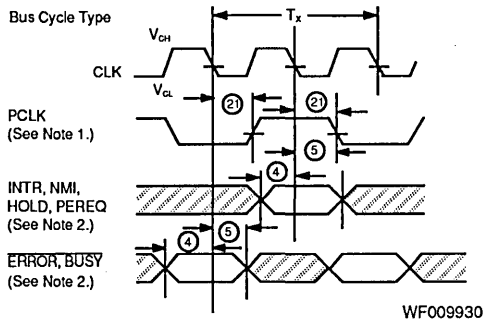 Bus Cycle Type
Tx
VCH
CLK
VCL
21 21
PCLK
(See Note 1.)
5
4
INTR, NMI,
HOLD, PEREQ
(See Note 2.)
4 5
ERROR, BUSY
(See Note 2.)
WF009930